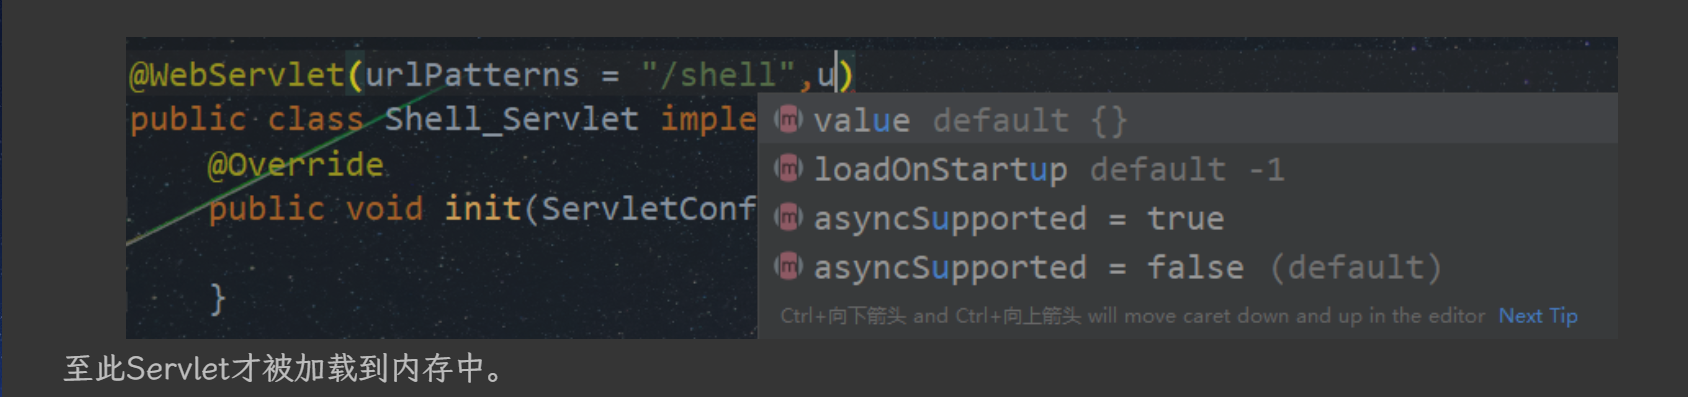 @WebServlet(urlPatterns = "/shell",u)
public class Shell_Servlet imple
@Override
public void init(ServletConf
}
value default {}
loadOnStartup default -1
asyncSupported = true
asyncSupported = false (default)
Ctrl+向下箭头 and Ctrl+向上箭头 will move caret down and up in the editor Next Tip
至此Servlet才被加载到内存中。